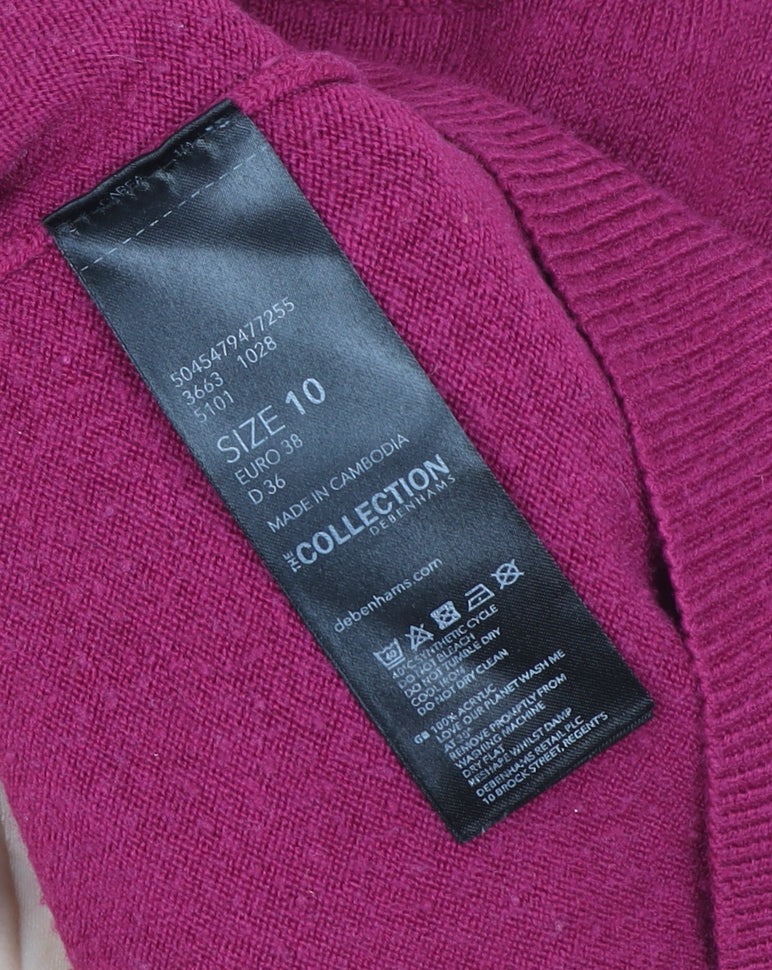 5045479477255
3663 1028
5101
SIZE 10
EURO 38
D 36
MADE IN CAMBODIA
THE COLLECTION
DEBENHAMS
debenhams.com
40°C SYNTHETIC CYCLE
DO NOT BLEACH
DO NOT TUMBLE DRY
COOL IRON
DO NOT DRY CLEAN
GB 100% ACRYLIC
LOVE OUR PLANET WASH ME
AT 30°
REMOVE PROMPTLY FROM
WASHING MACHINE
DRY FLAT
RESHAPE WHILST DAMP
DEBENHAMS RETAIL PLC
10 BROCK STREET, REGENT'S